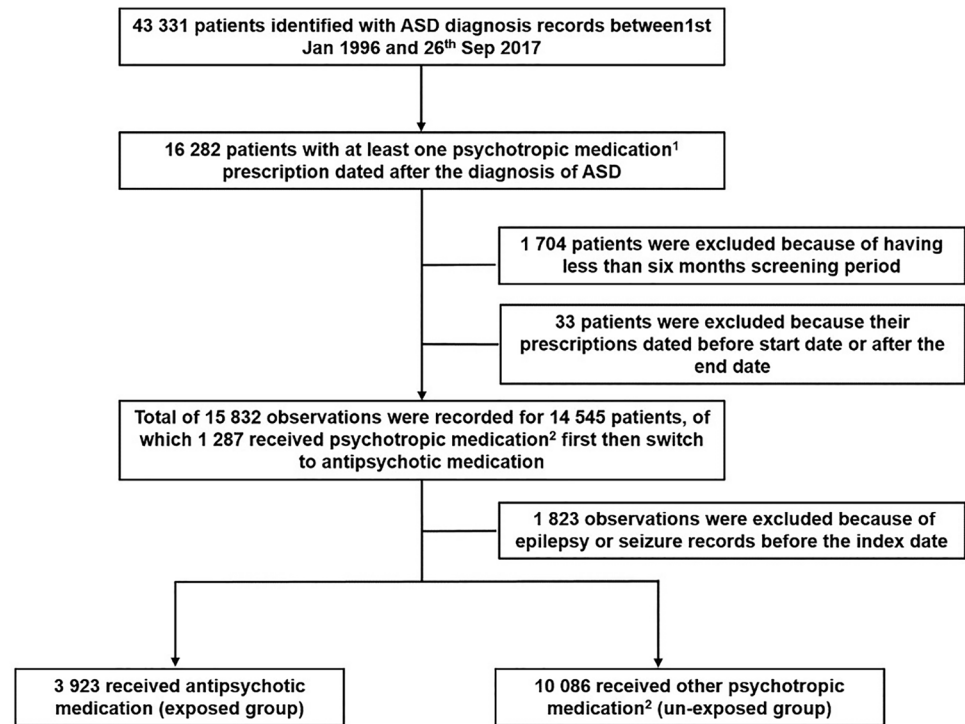 43 331 patients identified with ASD diagnosis records between1st
Jan 1996 and 26th Sep 2017
16 282 patients with at least one psychotropic medication1
prescription dated after the diagnosis of ASD
1 704 patients were excluded because of having
less than six months screening period
33 patients were excluded because their
prescriptions dated before start date or after the
end date
Total of 15 832 observations were recorded for 14 545 patients, of
which 1 287 received psychotropic medication2 first then switch
to antipsychotic medication
1 823 observations were excluded because of
epilepsy or seizure records before the index date
3 923 received antipsychotic
medication (exposed group)
10 086 received other psychotropic
medication2 (un-exposed group)